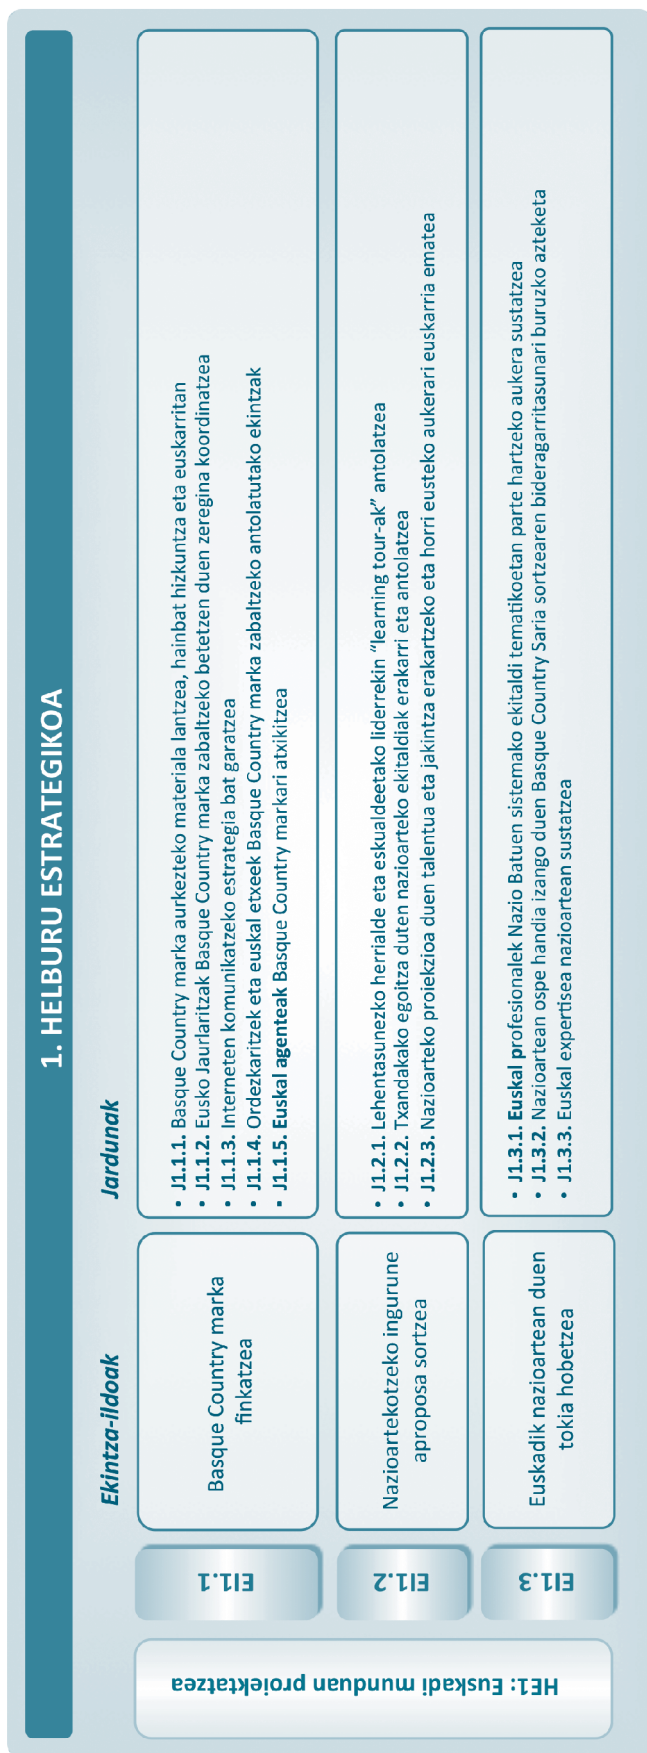 1. HELBURU ESTRATEGIKOA
Ekintza-ildoak
Jardunak
HE1: Euskadi munduan proiektatzea
EI1.1
Basque Country marka
finkatzea
• J1.1.1. Basque Country marka aurkezteko materiala lantzea, hainbat hizkuntza eta euskarritan
• J1.1.2. Eusko Jaurlaritzak Basque Country marka zabaltzeko betetzen duen zeregina koordinatzea
• J1.1.3. Interneten komunikatzeko estrategia bat garatzea
• J1.1.4. Ordezkaritzek eta euskal etxeek Basque Country marka zabaltzeko antolatutako ekintzak
• J1.1.5. Euskal agenteak Basque Country markari atxikitzea
EI1.2
Nazioartekotzeko ingurune
aproposa sortzea
• J1.2.1. Lehentasunezko herrialde eta eskualdeetako liderrekin “learning tour-ak” antolatzea
• J1.2.2. Txandakako egoitza duten nazioarteko ekitaldiak erakarri eta antolatzea
• J1.2.3. Nazioarteko proiekzioa duen talentua eta jakintza erakartzeko eta horri eusteko aukerari euskarria ematea
EI1.3
Euskadik nazioartean duen
tokia hobetzea
• J1.3.1. Euskal profesionalek Nazio Batuen sistemako ekitaldi tematikoetan parte hartzeko aukera sustatzea
• J1.3.2. Nazioartean ospe handia izango duen Basque Country Saria sortzearen bideragarritasunari buruzko azteketa
• J1.3.3. Euskal expertisea nazioartean sustatzea